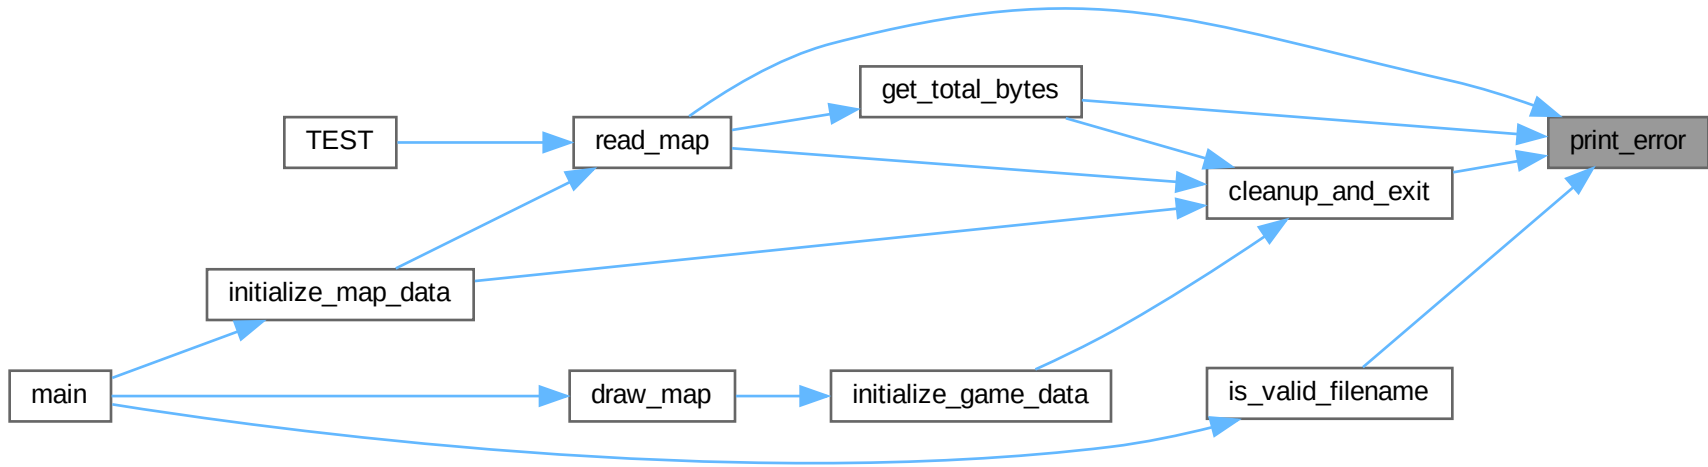 get_total_bytes
TEST
read_map
print_error
cleanup_and_exit
initialize_map_data
main
draw_map
initialize_game_data
is_valid_filename